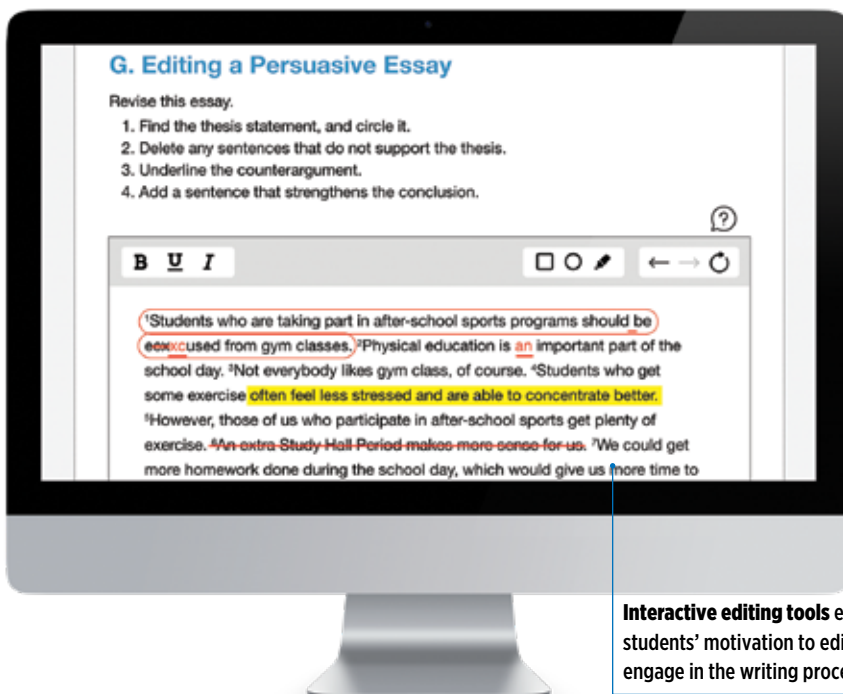 G. Editing a Persuasive Essay
Revise this essay.
1. Find the thesis statement, and circle it.
2. Delete any sentences that do not support the thesis.
3. Underline the counterargument.
4. Add a sentence that strengthens the conclusion.
B U I
¹Students who are taking part in after-school sports programs should be
eoxxcused from gym classes. ²Physical education is an important part of the
school day. ³Not everybody likes gym class, of course. ⁴Students who get
some exercise often feel less stressed and are able to concentrate better.
⁵However, those of us who participate in after-school sports get plenty of
exercise. ⁶An extra Study Hall Period makes more sense for us. ⁷We could get
more homework done during the school day, which would give us more time to
Interactive editing tools e
students’ motivation to edi
engage in the writing proce